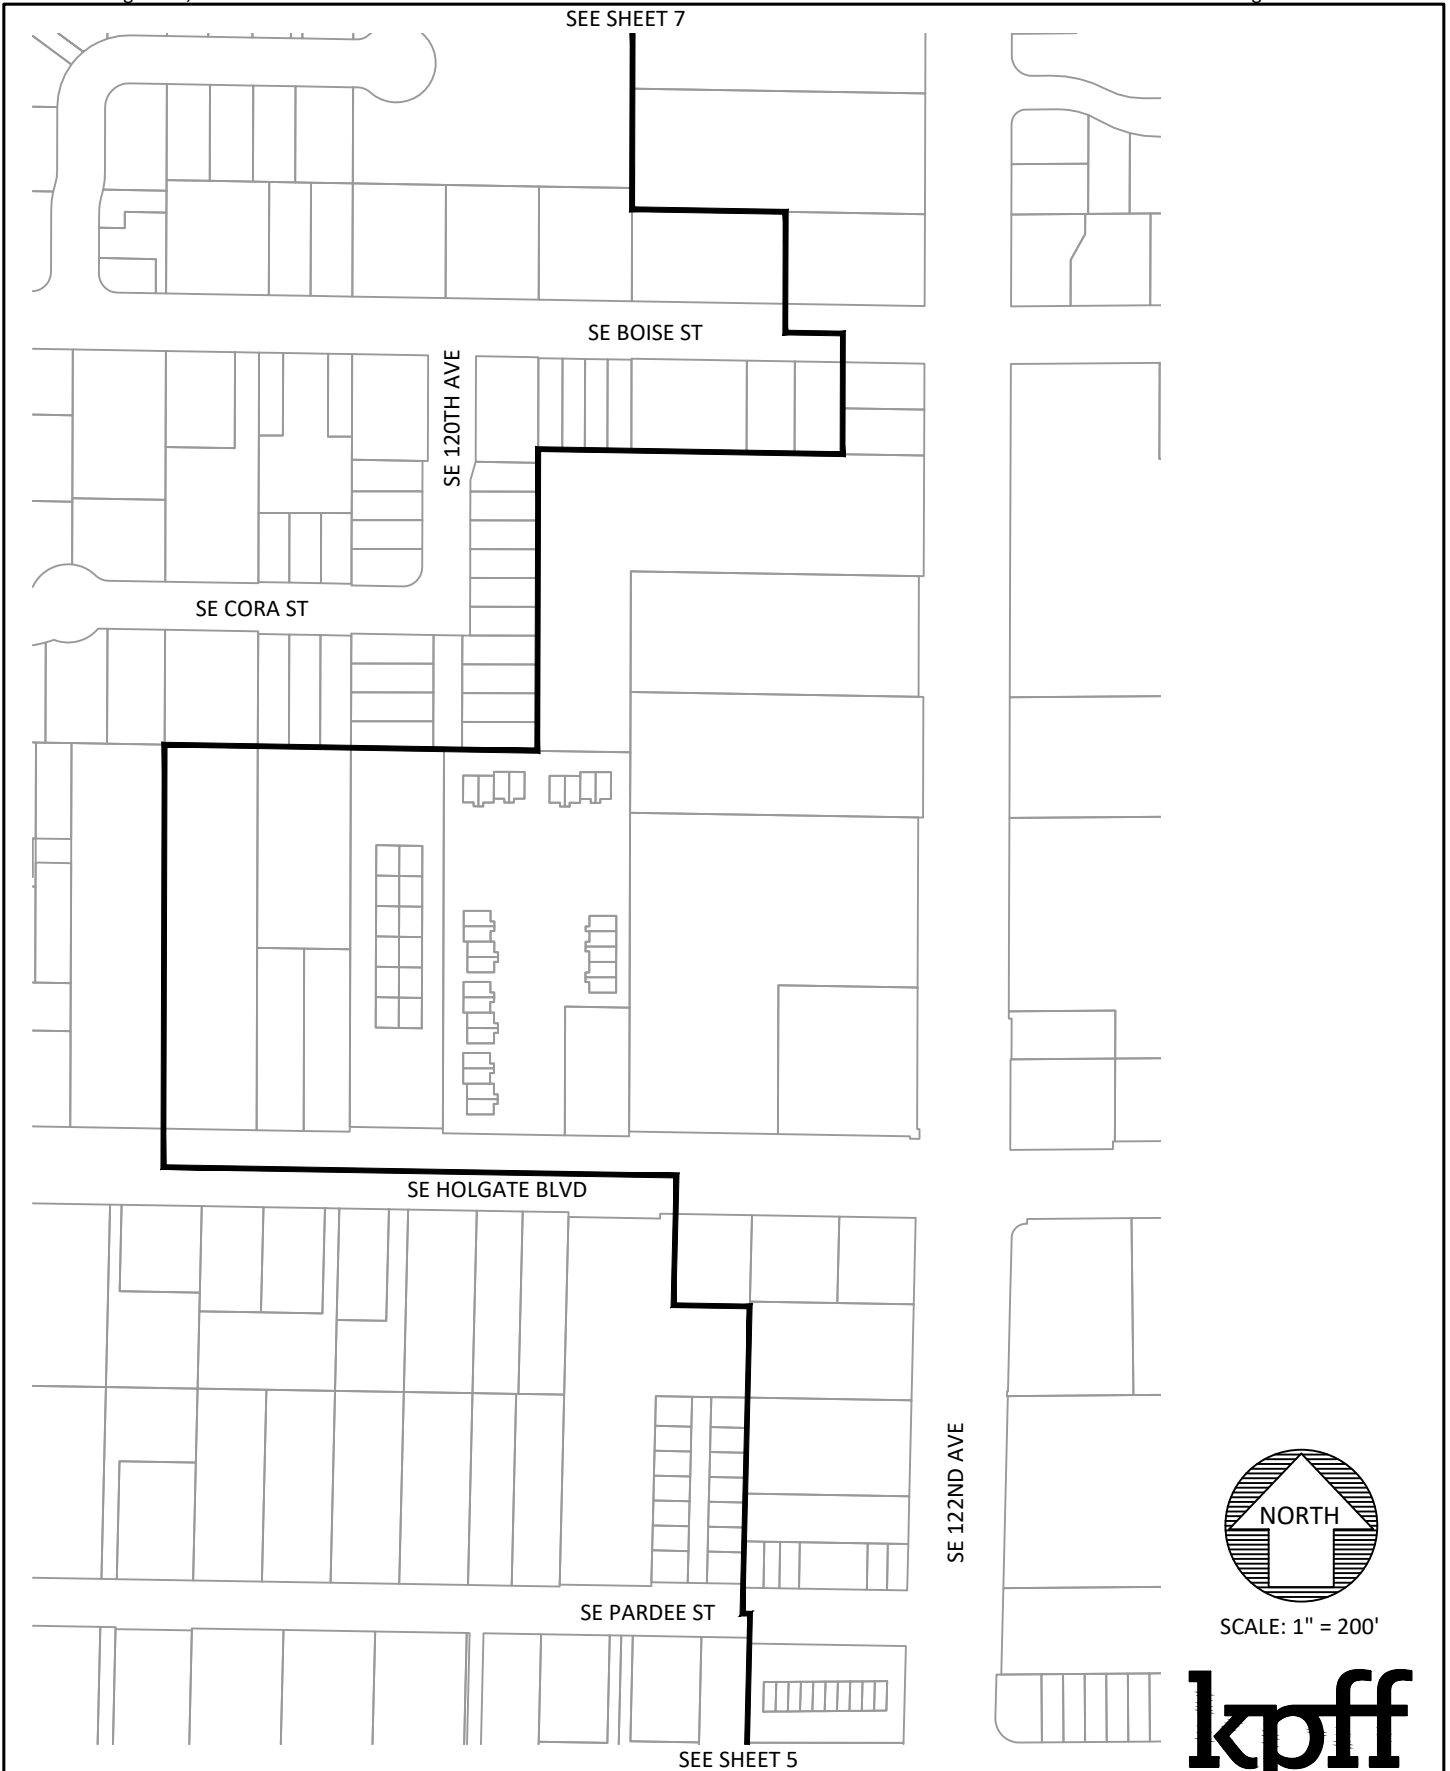 SEE SHEET 7
SE BOISE ST
SE 120TH AVE
SE CORA ST
SE HOLGATE BLVD
SE 122ND AVE
NORTH
SE PARDEE ST
SCALE: 1" = 200'
kpff
SEE SHEET 5